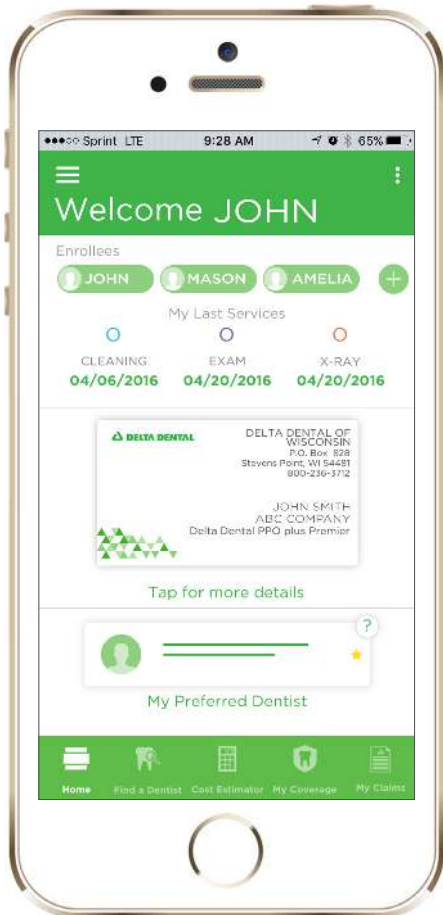 Sprint LTE 9:28 AM 65%
Welcome JOHN
Enrollees
JOHN MASON AMELIA +
My Last Services
CLEANING EXAM X-RAY
04/06/2016 04/20/2016 04/20/2016
DELTA DENTAL
DELTA DENTAL OF
WISCONSIN
P.O. Box 828
Stevens Point, WI 54481
800-236-3712
JOHN SMITH
ABC COMPANY
Delta Dental PPO plus Premier
Tap for more details
?
My Preferred Dentist
Home Find a Dentist Cost Estimator My Coverage My Claims